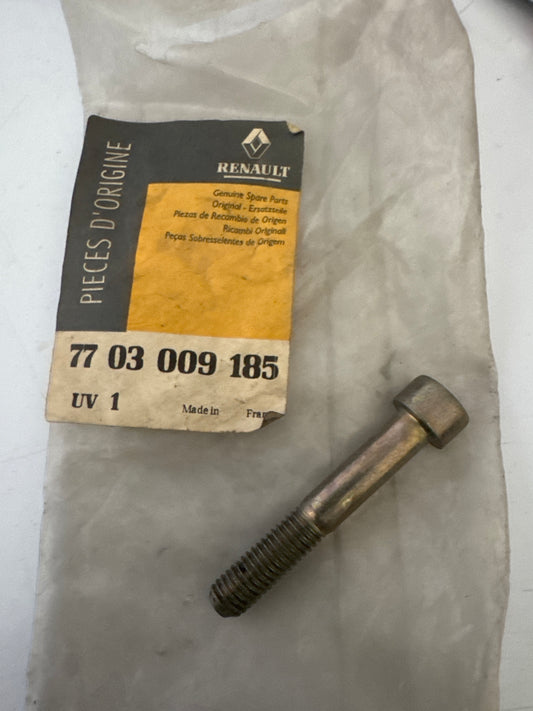 PIECES D'ORIGINE
RENAULT
Genuine Spare Parts
Original - Ersatzteile
Piezas de Recambio de Origen
Ricambi Originali
Peças Sobresselentes de Origem
77 03 009 185
UV 1
Made in Fran